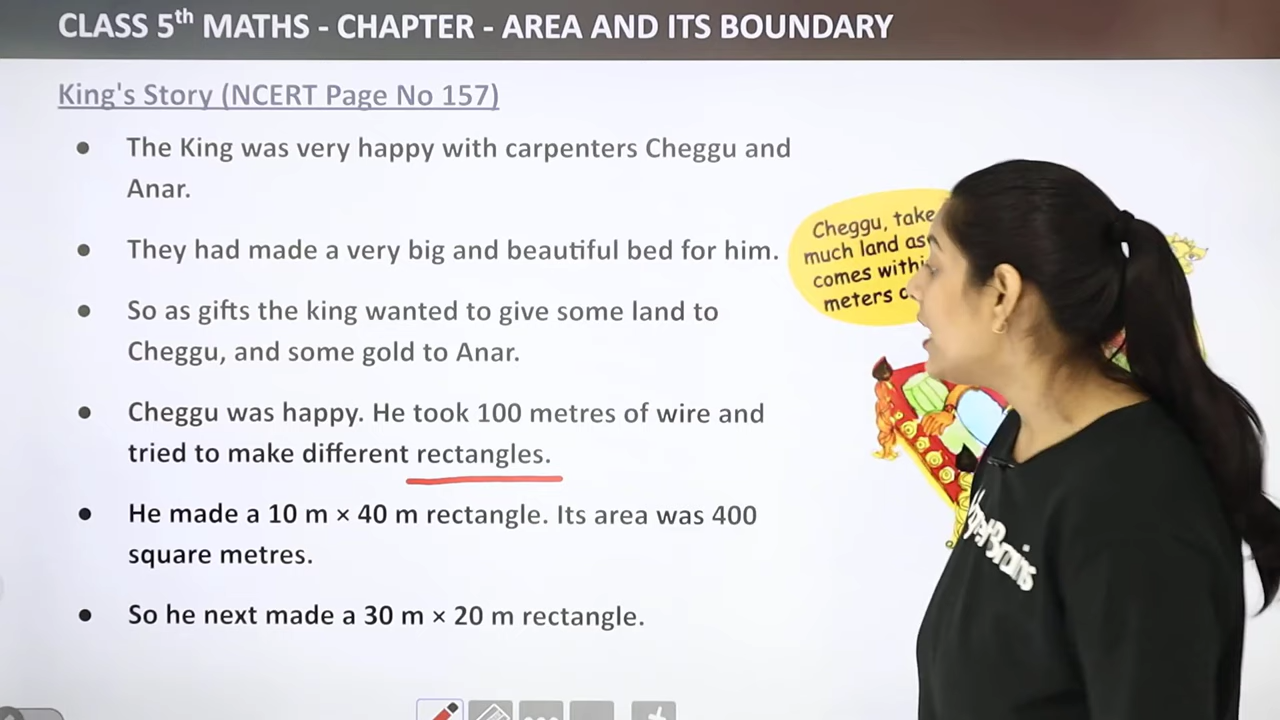 CLASS 5th MATHS - CHAPTER - AREA AND ITS BOUNDARY
King's Story (NCERT Page No 157)
● The King was very happy with carpenters Cheggu and
Anar.
● They had made a very big and beautiful bed for him.
● So as gifts the king wanted to give some land to
Cheggu, and some gold to Anar.
● Cheggu was happy. He took 100 metres of wire and
tried to make different rectangles.
● He made a 10 m × 40 m rectangle. Its area was 400
square metres.
● So he next made a 30 m × 20 m rectangle.
Cheggu, take
much land as
comes
meters